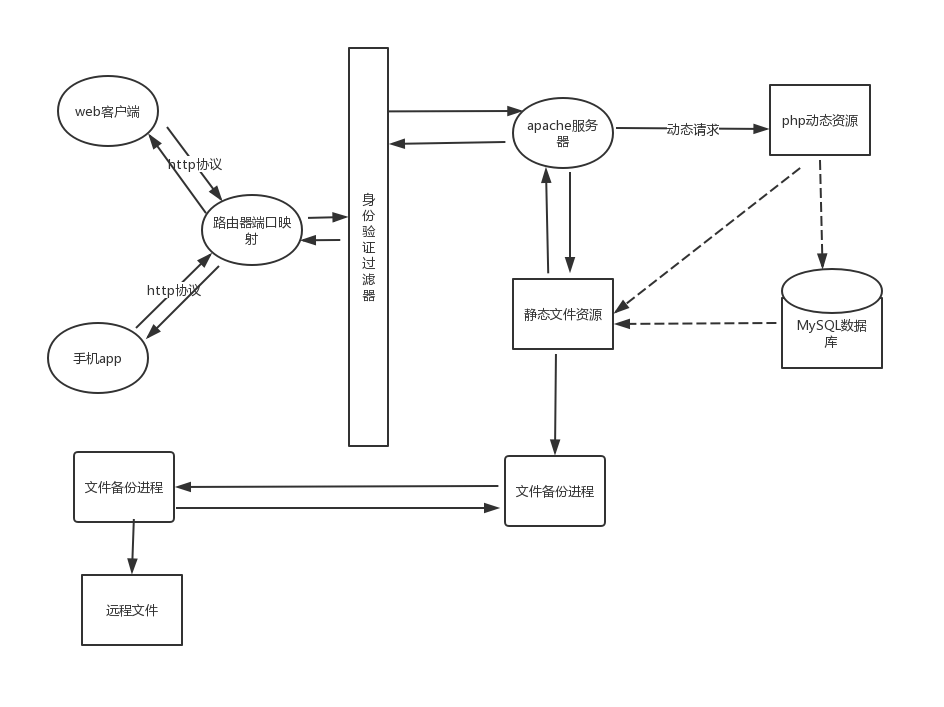 web客户端
apache服务
器
php动态资源
动态请求
http协议
路由器端口映
射
身
份
验
证
过
滤
器
http协议
静态文件资源
MySQL数据
库
手机app
文件备份进程
文件备份进程
远程文件